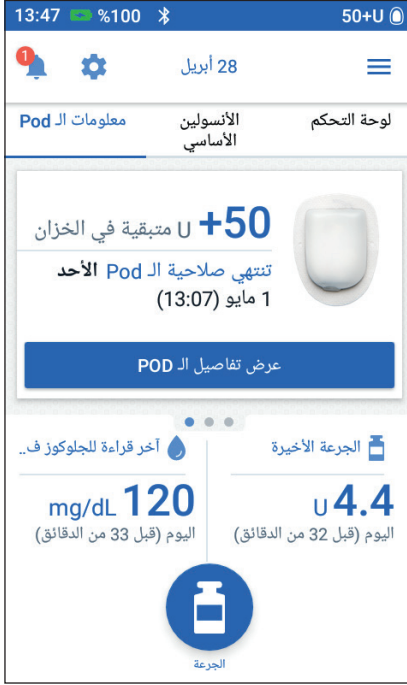 13:47 %100 50+U
1
28 أبريل
لوحة التحكم
الأنسولين الأساسي
معلومات الـ Pod
+50 U متبقية في الخزان
تنتهي صلاحية الـ Pod الأحد
1 مايو (13:07)
عرض تفاصيل الـ POD
الجرعة الأخيرة
4.4 U
اليوم (قبل 32 من الدقائق)
آخر قراءة للجلوكوز ف..
120 mg/dL
اليوم (قبل 33 من الدقائق)
الجرعة